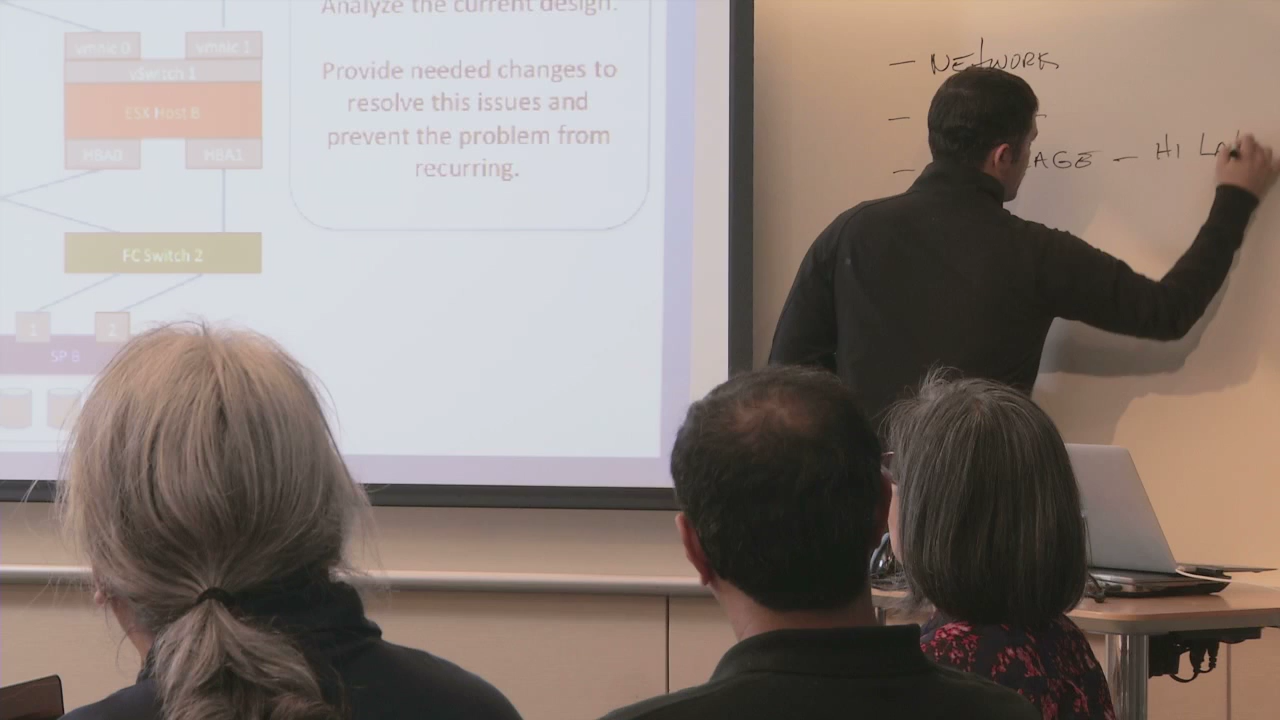 Analyze the current design.
Provide needed changes to
resolve this issues and
prevent the problem from
recurring.
vmnic 0
vmnic 1
vSwitch 1
ESX Host B
HBA0
HBA1
FC Switch 2
1
2
SP B
- NETWORK
-
- AGE - HI